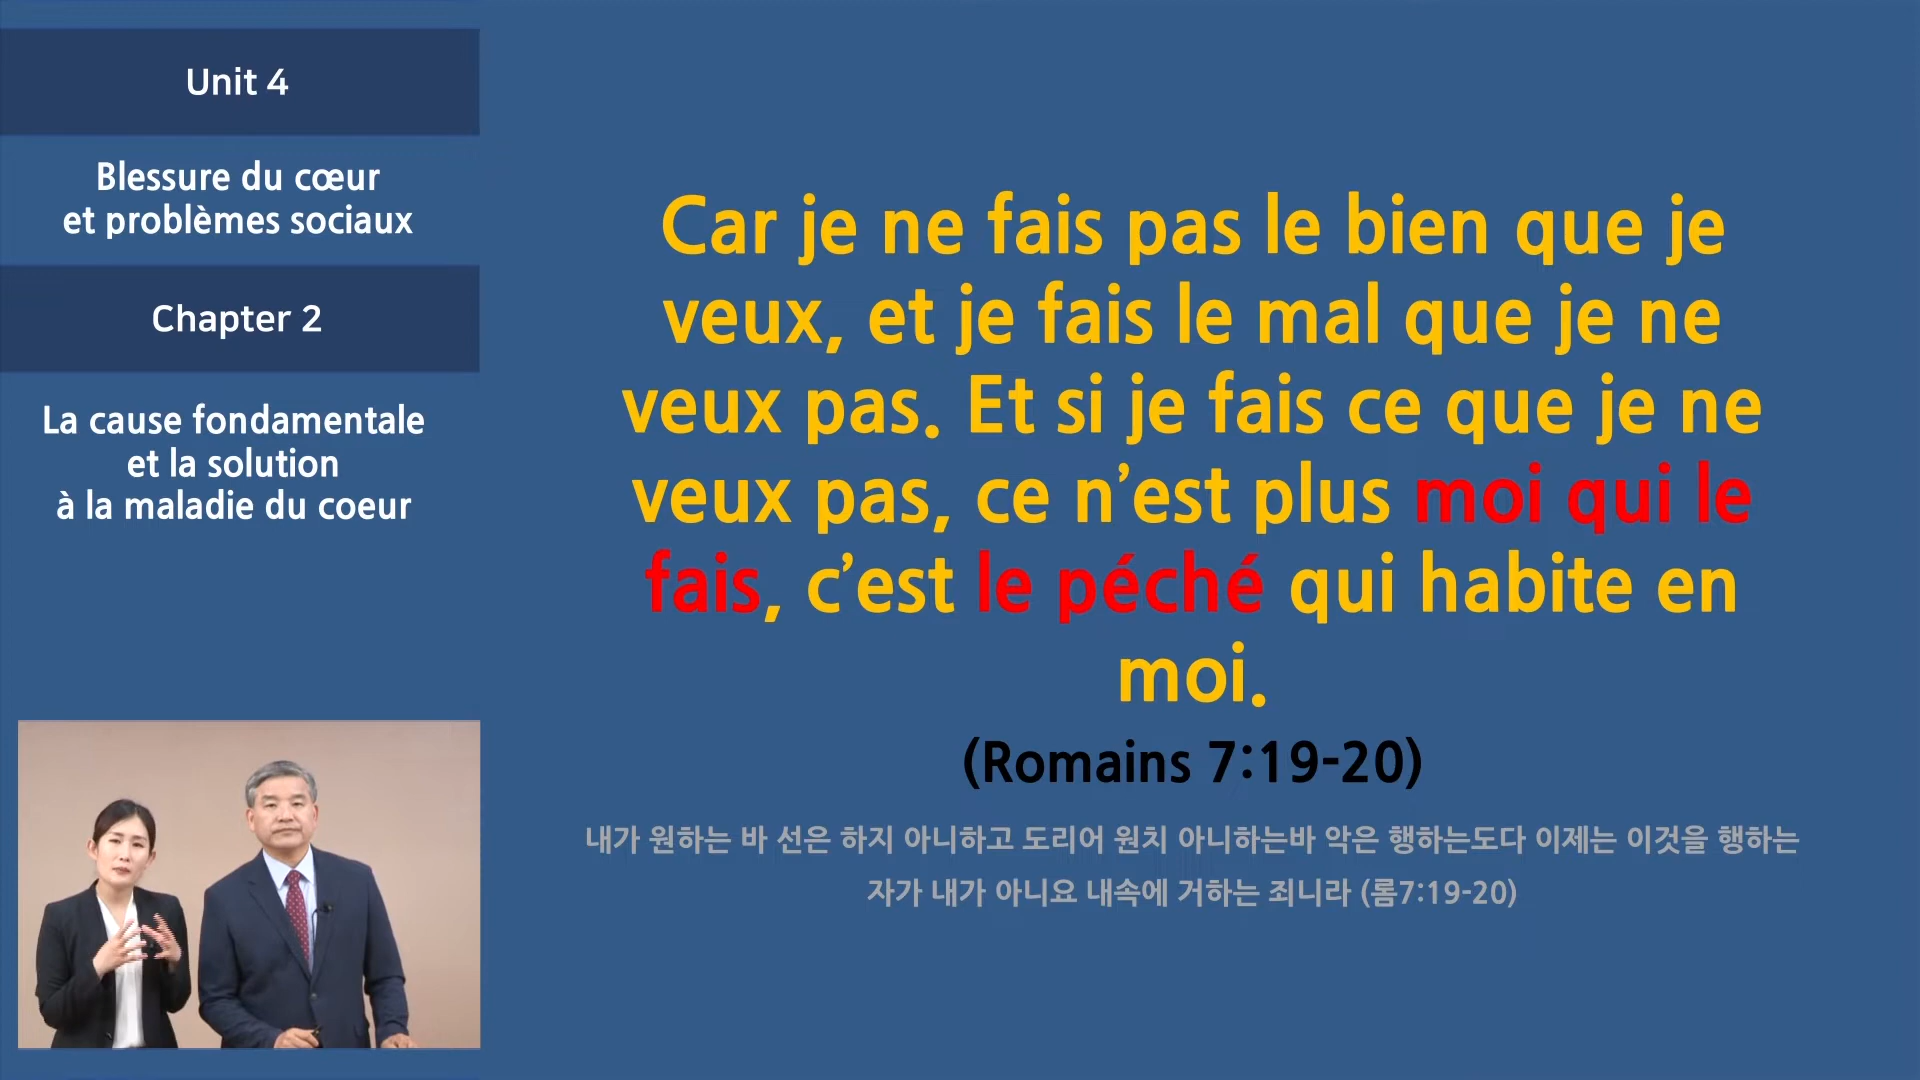 Unit 4
Blessure du cœur
et problèmes sociaux
Chapter 2
La cause fondamentale
et la solution
à la maladie du coeur
Car je ne fais pas le bien que je
veux, et je fais le mal que je ne
veux pas. Et si je fais ce que je ne
veux pas, ce n’est plus moi qui le
fais, c’est le péché qui habite en
moi.
(Romains 7:19-20)
내가 원하는 바 선은 하지 아니하고 도리어 원치 아니하는바 악은 행하는도다 이제는 이것을 행하는
자가 내가 아니요 내속에 거하는 죄니라 (롬7:19-20)